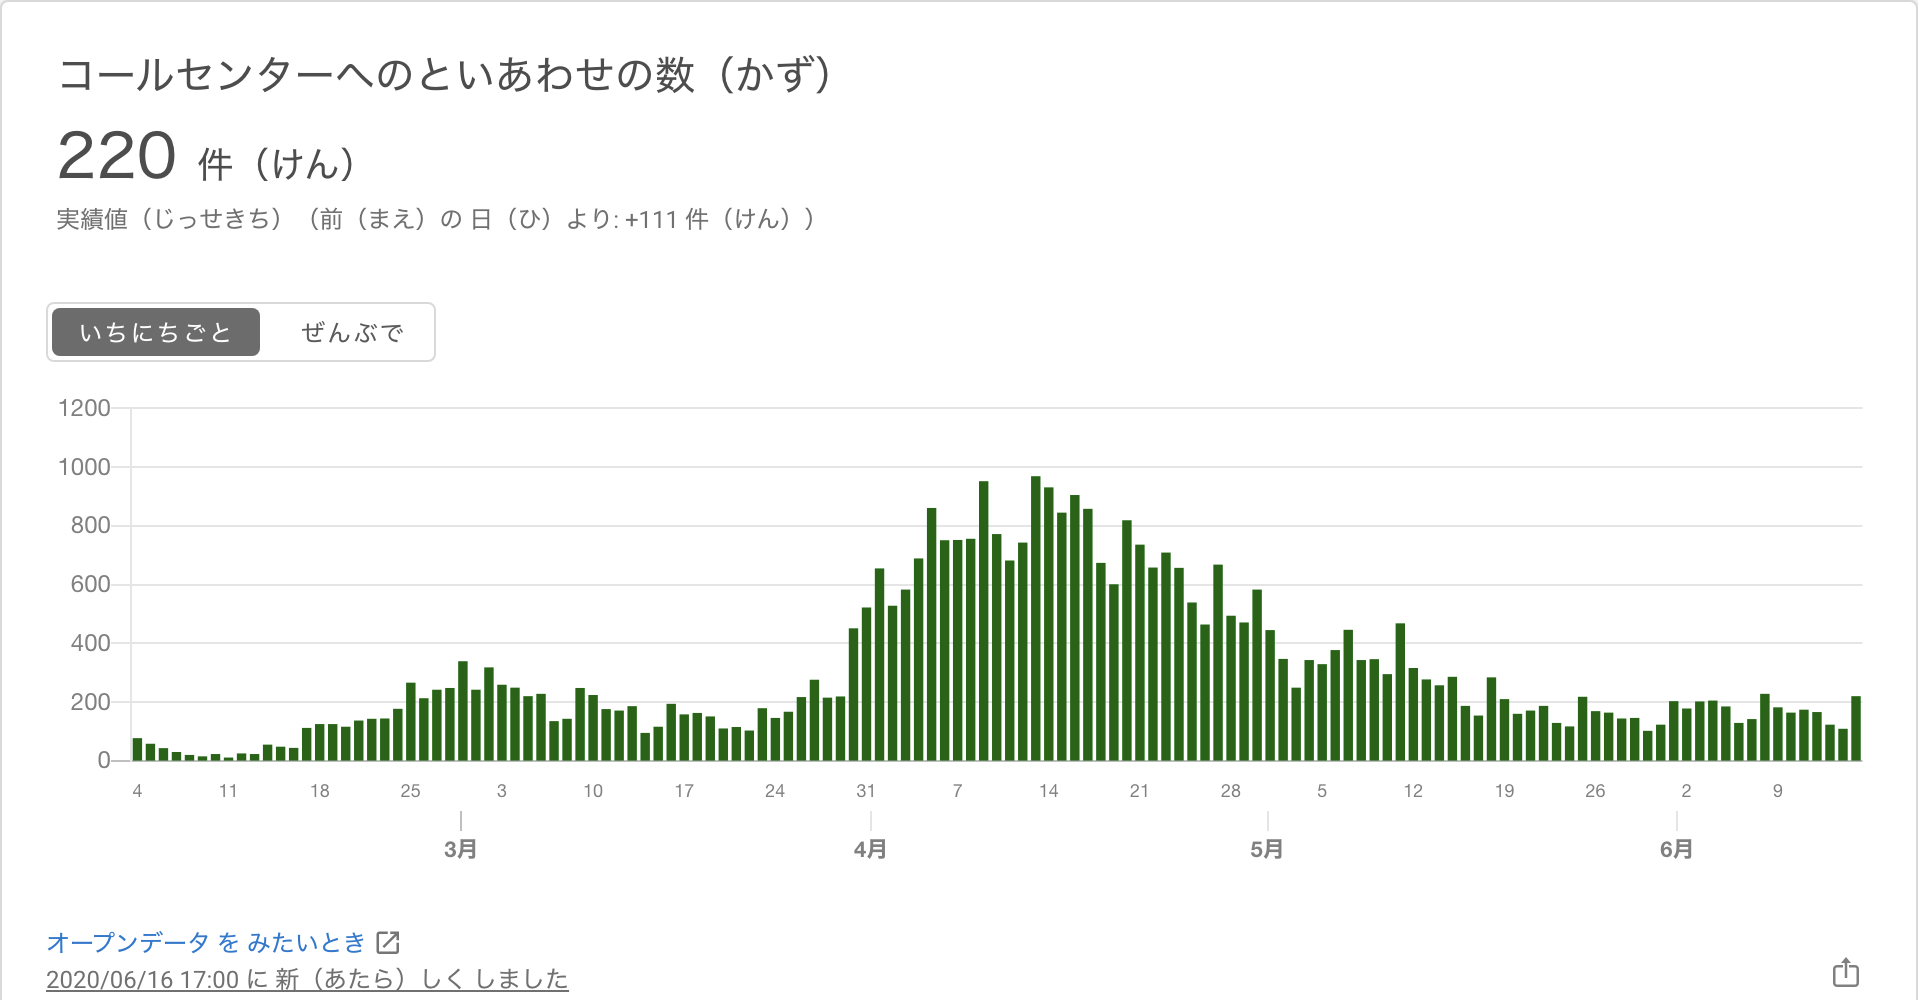 コールセンターへのといあわせの数（かず）
220 件（けん）
実績値（じっせきち）（前（まえ）の 日（ひ）より: +111 件（けん））
いちにちごと ぜんぶで
1200
1000
800
600
400
200
0
4 11 18 25 3 10 17 24 31 7 14 21 28 5 12 19 26 2 9
3月 4月 5月 6月
オープンデータ を みたいとき
2020/06/16 17:00 に 新（あたら）しく しました